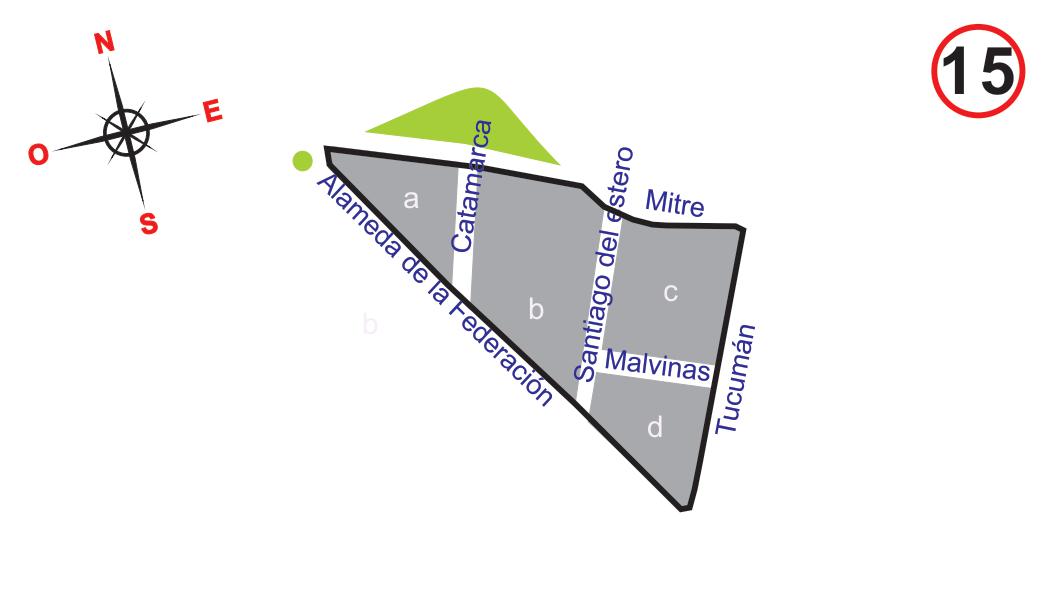 N
E
O
S
15
Catamarca
Santiago del estero
Mitre
a
Alameda de la Federación
b
c
b
Malvinas
Tucumán
d